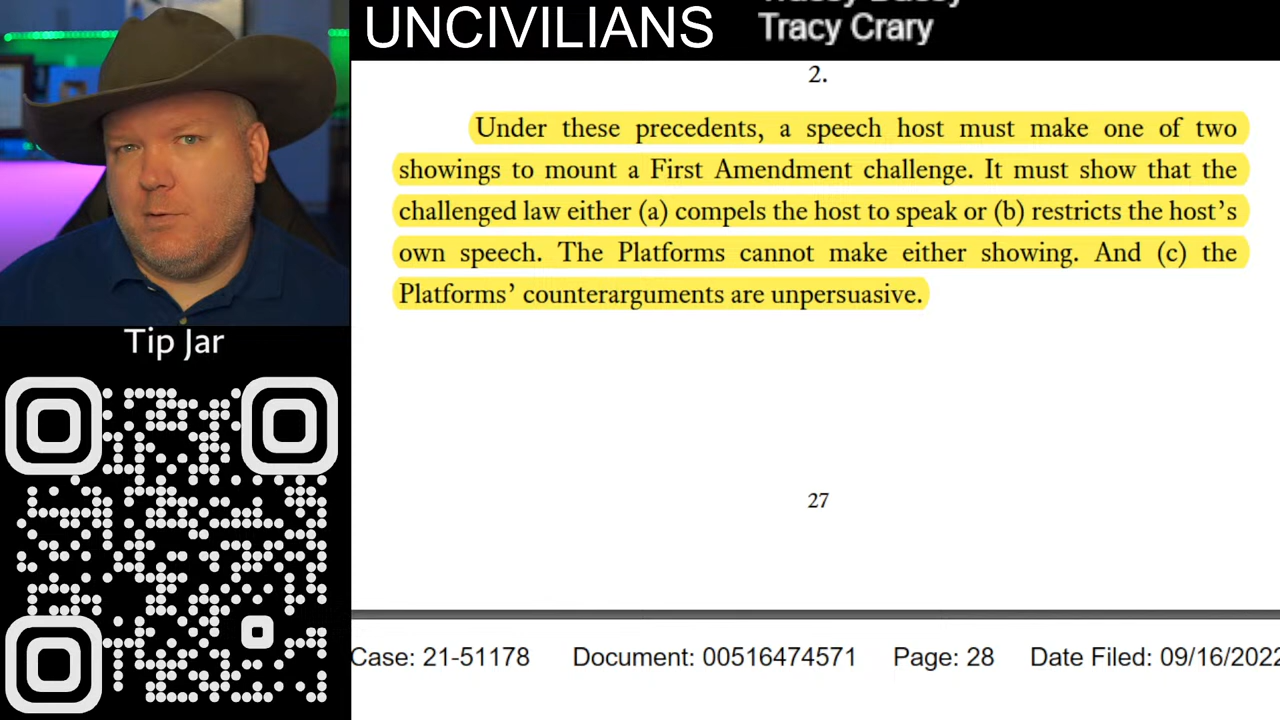 UNCIVILIANS
Tracy Crary
2.
Under these precedents, a speech host must make one of two
showings to mount a First Amendment challenge. It must show that the
challenged law either (a) compels the host to speak or (b) restricts the host's
own speech. The Platforms cannot make either showing. And (c) the
Platforms' counterarguments are unpersuasive.
27
Case: 21-51178 Document: 00516474571 Page: 28 Date Filed: 09/16/2022
Tip Jar